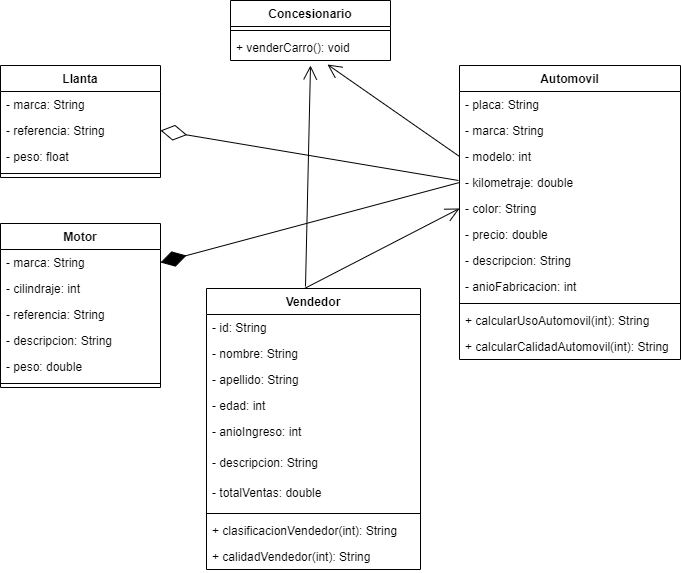 Concesionario
+ venderCarro(): void
Llanta
- marca: String
- referencia: String
- peso: float
Automovil
- placa: String
- marca: String
- modelo: int
- kilometraje: double
- color: String
- precio: double
- descripcion: String
- anioFabricacion: int
+ calcularUsoAutomovil(int): String
+ calcularCalidadAutomovil(int): String
Motor
- marca: String
- cilindraje: int
- referencia: String
- descripcion: String
- peso: double
Vendedor
- id: String
- nombre: String
- apellido: String
- edad: int
- anioIngreso: int
- descripcion: String
- totalVentas: double
+ clasificacionVendedor(int): String
+ calidadVendedor(int): String